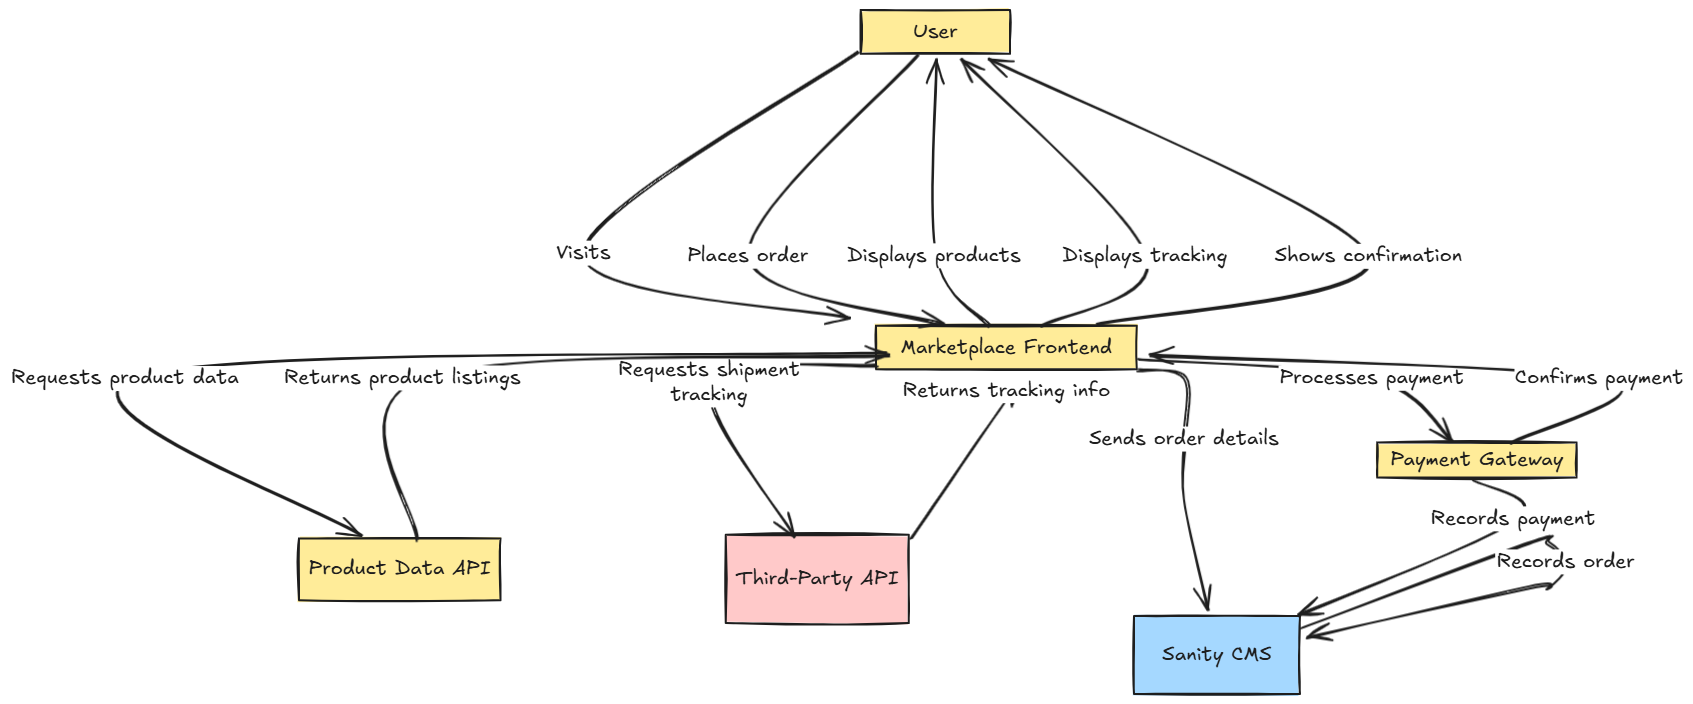 User
Visits
Places order
Displays products
Displays tracking
Shows confirmation
Marketplace Frontend
Requests product data
Returns product listings
Requests shipment
tracking
Returns tracking info
Processes payment
Confirms payment
Sends order details
Payment Gateway
Records payment
Records order
Product Data API
Third-Party API
Sanity CMS